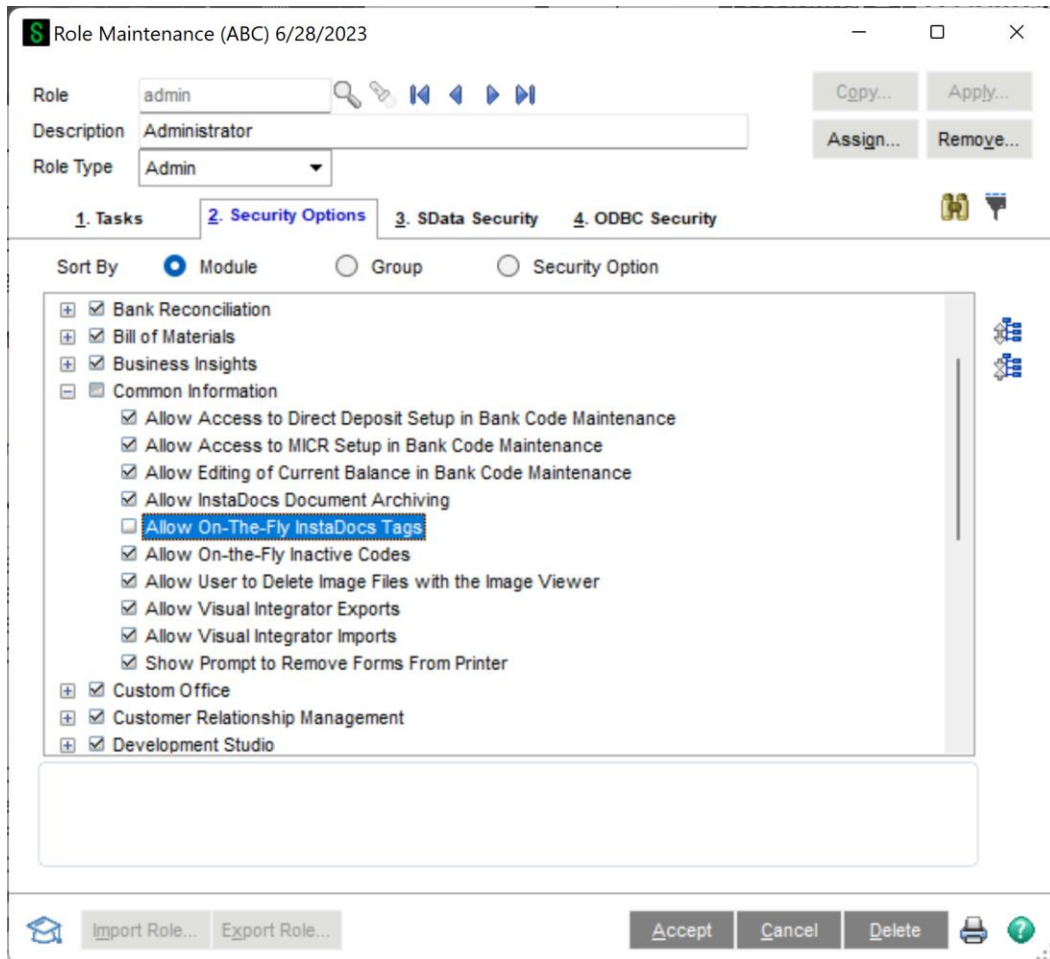 S Role Maintenance (ABC) 6/28/2023
Role admin Copy... Apply...
Description Administrator Assign... Remove...
Role Type Admin
1. Tasks 2. Security Options 3. SData Security 4. ODBC Security
Sort By Module Group Security Option
Bank Reconciliation
Bill of Materials
Business Insights
Common Information
Allow Access to Direct Deposit Setup in Bank Code Maintenance
Allow Access to MICR Setup in Bank Code Maintenance
Allow Editing of Current Balance in Bank Code Maintenance
Allow InstaDocs Document Archiving
Allow On-The-Fly InstaDocs Tags
Allow On-the-Fly Inactive Codes
Allow User to Delete Image Files with the Image Viewer
Allow Visual Integrator Exports
Allow Visual Integrator Imports
Show Prompt to Remove Forms From Printer
Custom Office
Customer Relationship Management
Development Studio
Import Role... Export Role... Accept Cancel Delete ?